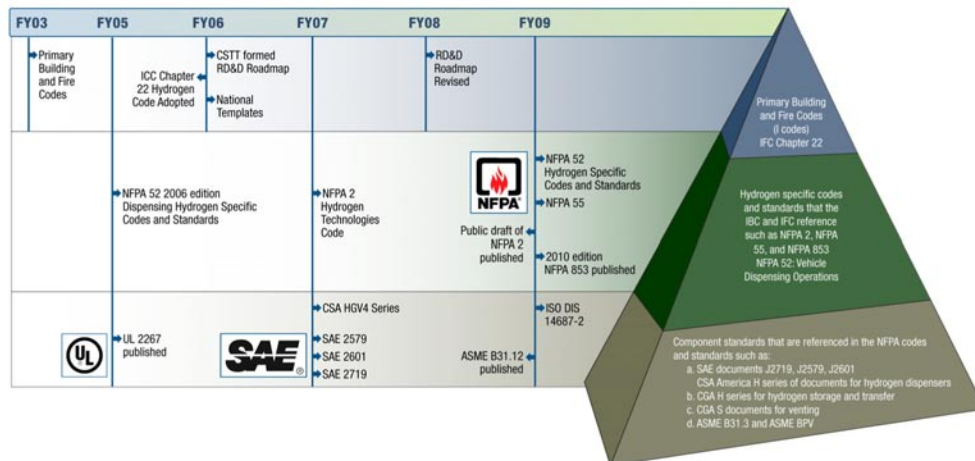 FY03
FY05
FY06
FY07
FY08
FY09
Primary
Building
and Fire
Codes
ICC Chapter
22 Hydrogen
Code Adopted
CSTT formed
RD&D Roadmap
National
Templates
RD&D
Roadmap
Revised
Primary Building
and Fire Codes
(I codes)
IFC Chapter 22
NFPA 52 2006 edition
Dispensing Hydrogen Specific
Codes and Standards
NFPA 2
Hydrogen
Technologies
Code
NFPA®
NFPA 52
Hydrogen Specific
Codes and Standards
NFPA 55
Public draft of
NFPA 2
published
2010 edition
NFPA 853 published
Hydrogen specific codes
and standards that the
IBC and IFC reference
such as NFPA 2, NFPA
55, and NFPA 853
NFPA 52: Vehicle
Dispensing Operations
UL
UL 2267
published
SAE®
CSA HGV4 Series
SAE 2579
SAE 2601
SAE 2719
ASME B31.12
published
ISO DIS
14687-2
Component standards that are referenced in the NFPA codes
and standards such as:
a. SAE documents J2719, J2579, J2601
CSA America H series of documents for hydrogen dispensers
b. CGA H series for hydrogen storage and transfer
c. CGA S documents for venting
d. ASME B31.3 and ASME BPV